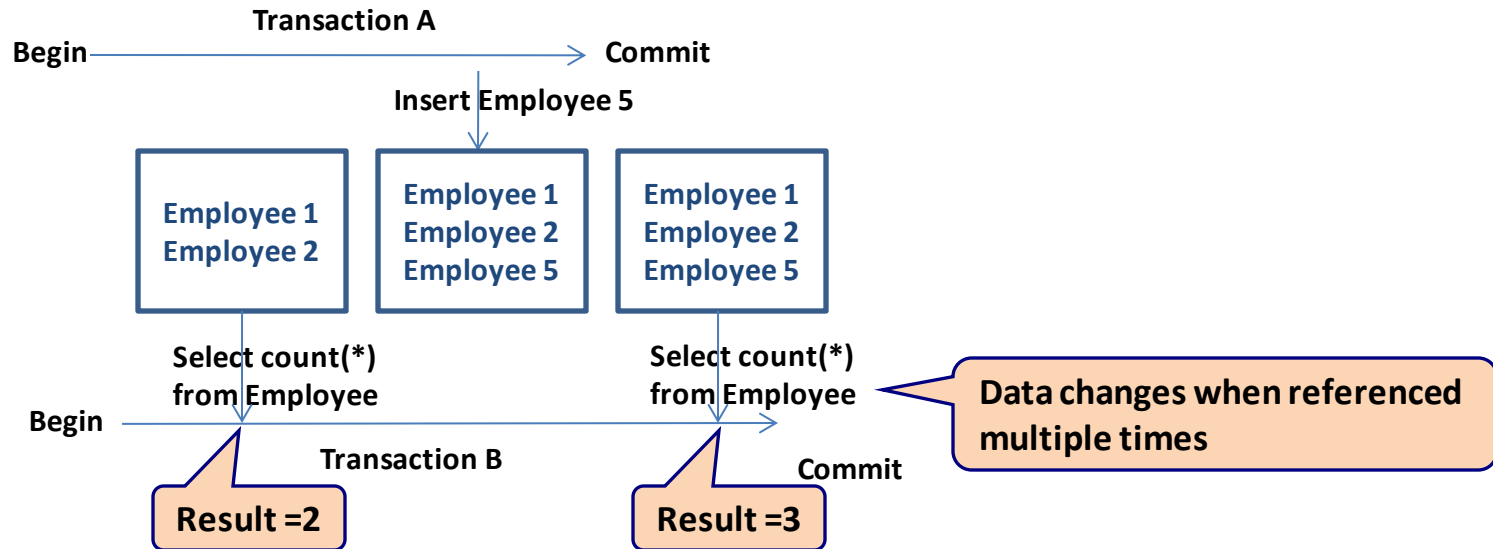 Transaction A
Begin
Commit
Insert Employee 5
Employee 1
Employee 2
Employee 1
Employee 2
Employee 5
Employee 1
Employee 2
Employee 5
Select count(*)
from Employee
Select count(*)
from Employee
Data changes when referenced
multiple times
Begin
Transaction B
Commit
Result =2
Result =3